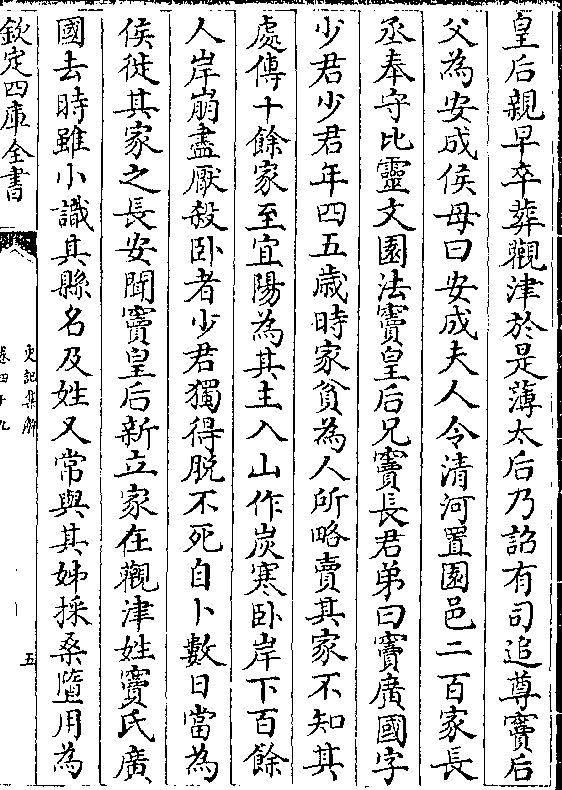 皇后親早卒葬觀津於是薄太后乃詔有司追尊竇后
父為安成侯母曰安成夫人令清河置園邑二百家長
丞奉守比靈文園法竇皇后兄竇長君弟曰竇廣國字
少君少君年四五歲時家貧為人所略賣其家不知其
處傳十餘家至宜陽為其主入山作炭寒卧岸下百餘
人岸崩盡厭殺卧者少君獨得脱不死自卜數日當為
侯從其家之長安聞竇皇后新立家在觀津姓竇氏廣
國去時雖小識其縣名及姓又常與其姊採桑墮用為
欽定四庫全書
史記集解
卷四十九
五